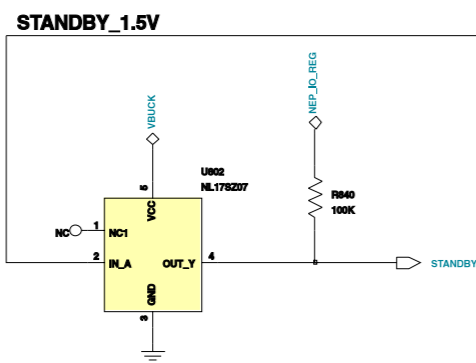 STANDBY_1.5V
VBUCK
NEP_IO_REG
U602
NL17SZ07
5
VCC
R640
100K
NC
1
NC1
2
IN_A
OUT_Y
4
STANDBY
GND
3